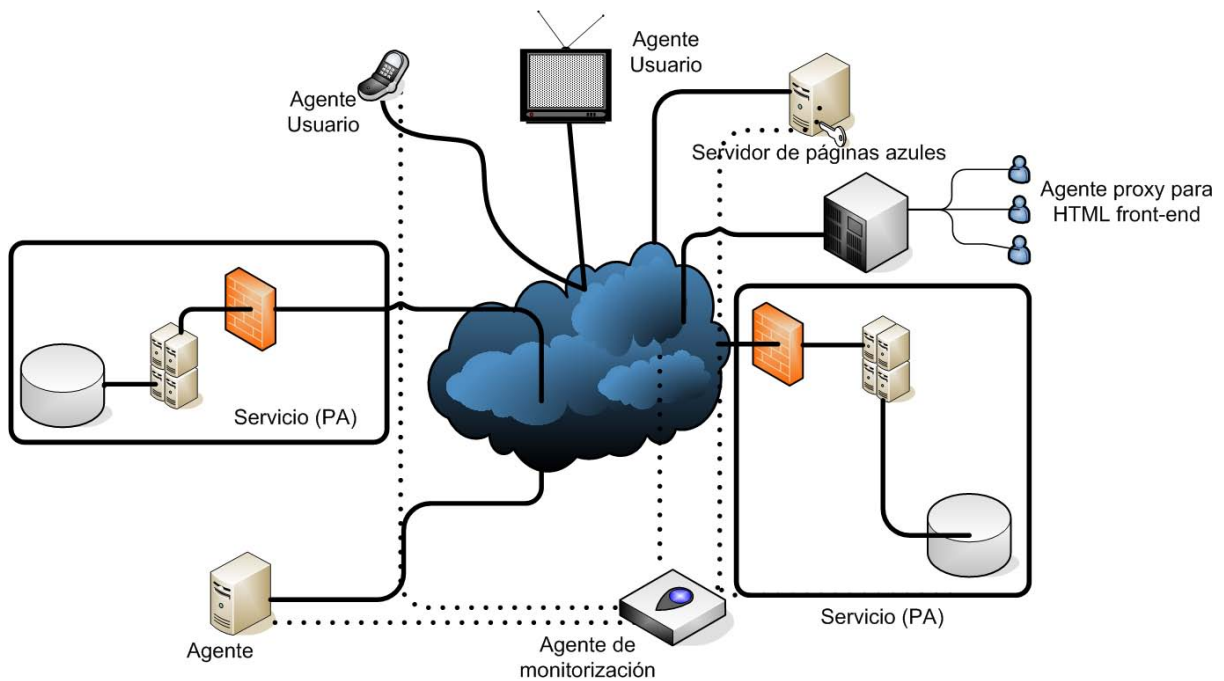 Agente
Usuario
Agente
Usuario
Servidor de páginas azules
Agente proxy para
HTML front-end
Servicio (PA)
Servicio (PA)
Agente
Agente de
monitorización